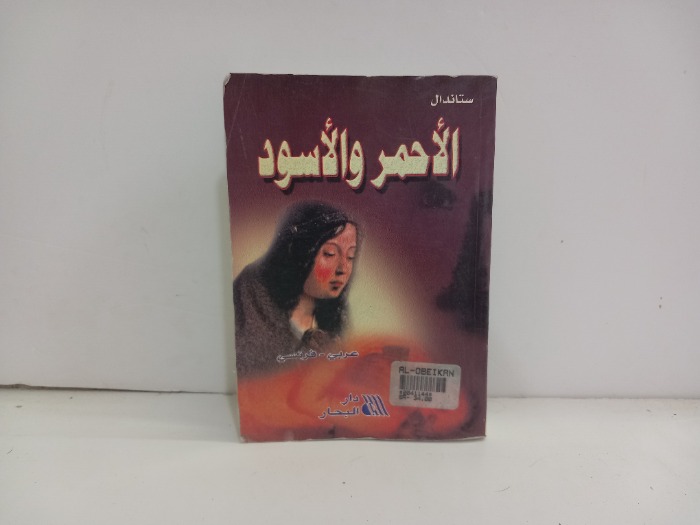 ستاندال
الأحمر والأسود
عربي - فرنسي
دار
البحار
AL-OBEIKAN